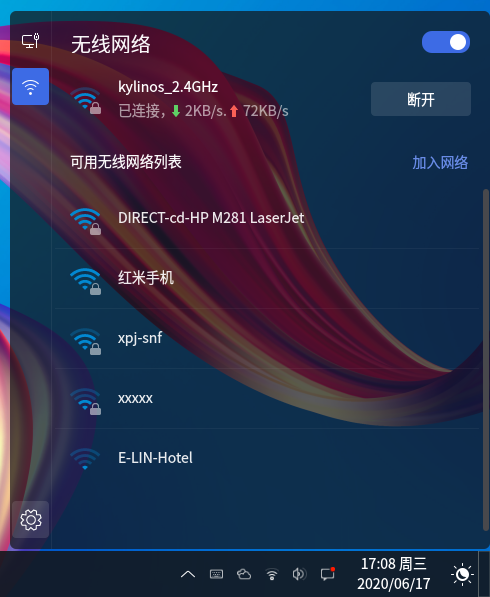 无线网络
kylinos_2.4GHz
已连接, 2KB/s. 72KB/s
断开
可用无线网络列表
加入网络
DIRECT-cd-HP M281 LaserJet
红米手机
xpj-snf
xxxxx
E-LIN-Hotel
17:08 周三
2020/06/17